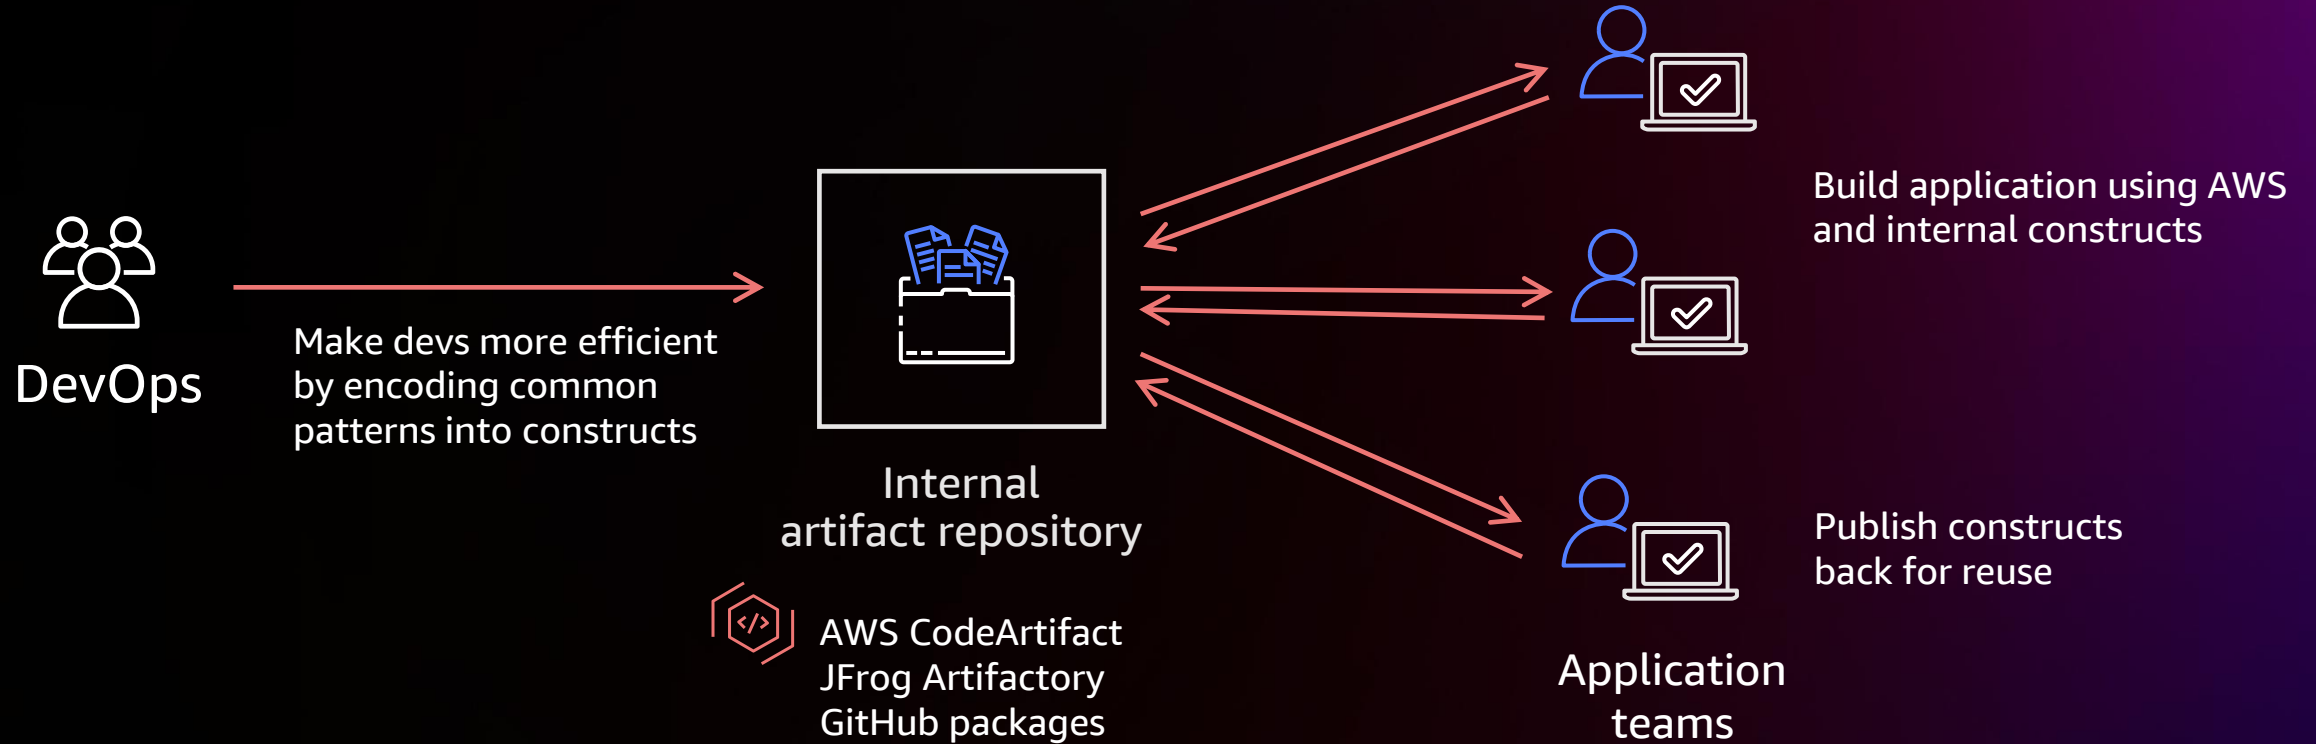 DevOps
Make devs more efficient
by encoding common
patterns into constructs
Internal
artifact repository
</>
AWS CodeArtifact
JFrog Artifactory
GitHub packages
Build application using AWS
and internal constructs
Publish constructs
back for reuse
Application
teams